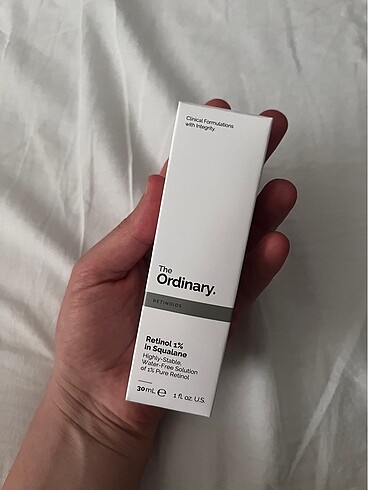 Clinical Formulations
with Integrity.
The
Ordinary.
RETINOIDS
Retinol 1%
in Squalane
Highly-Stable,
Water-Free Solution
of 1% Pure Retinol
30 mL ℮ 1 fl. oz. U.S.